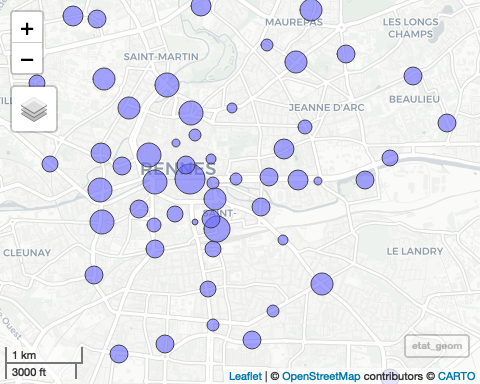 +
MAUREPAS
LES LONGS
CHAMPS
−
SAINT-MARTIN
BEAULIEU
JEANNE D'ARC
RENNES
SAINT-
CLEUNAY
LE LANDRY
Ouest
etat_geom
1 km
3000 ft
Leaflet | © OpenStreetMap contributors © CARTO